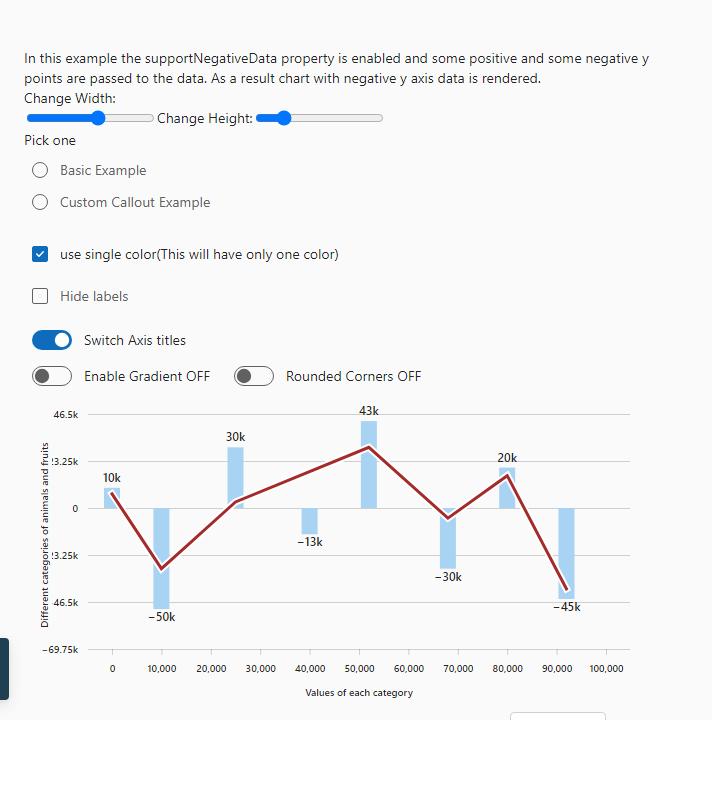 In this example the supportNegativeData property is enabled and some positive and some negative y
points are passed to the data. As a result chart with negative y axis data is rendered.
Change Width:
Change Height:
Pick one
Basic Example
Custom Callout Example
use single color(This will have only one color)
Hide labels
Switch Axis titles
Enable Gradient OFF Rounded Corners OFF
43k
46.5k
30k
20k
3.25k
10k
0
−13k
3.25k
−30k
46.5k
−45k
−50k
−69.75k
Different categories of animals and fruits
0 10,000 20,000 30,000 40,000 50,000 60,000 70,000 80,000 90,000 100,000
Values of each category